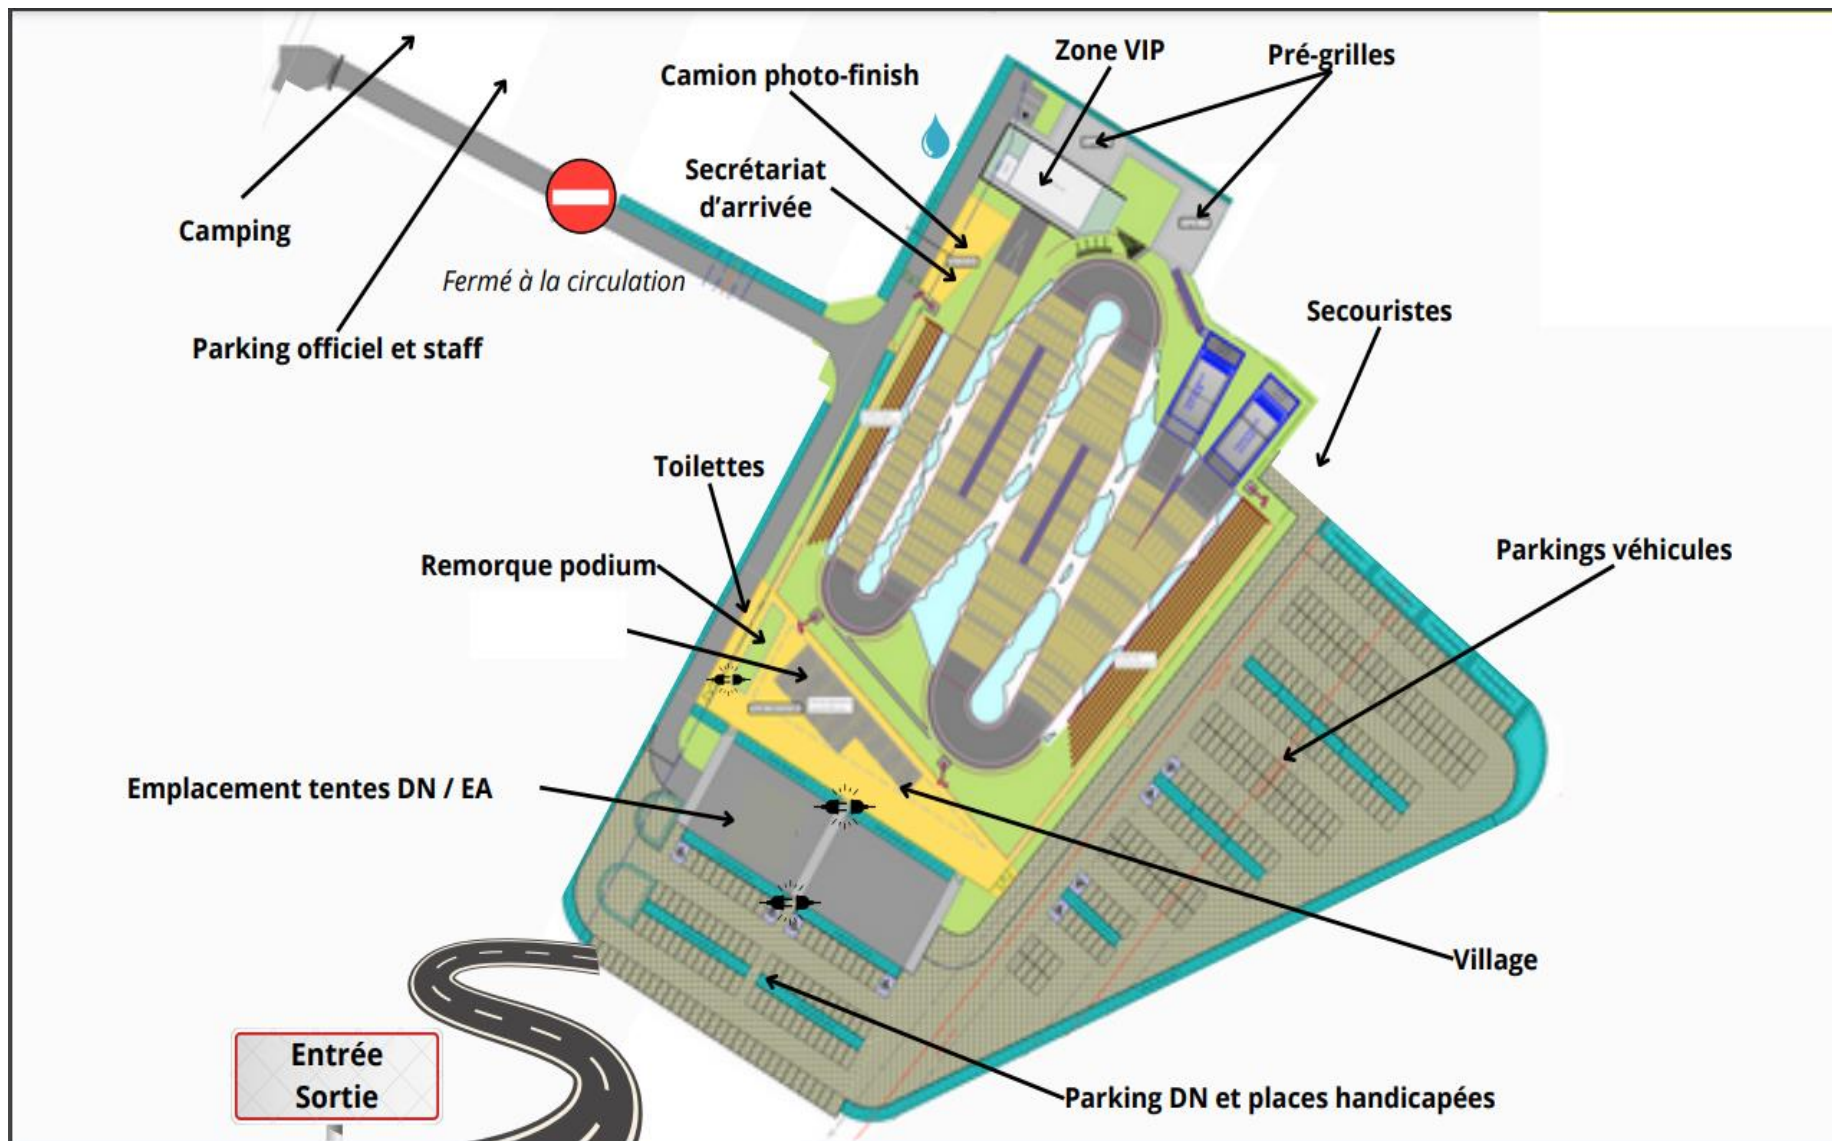 Zone VIP
Pré-grilles
Camion photo-finish
Secrétariat
d’arrivée
Camping
Fermé à la circulation
Secouristes
Parking officiel et staff
Toilettes
Parkings véhicules
Remorque podium
Emplacement tentes DN / EA
Village
Entrée
Sortie
Parking DN et places handicapées